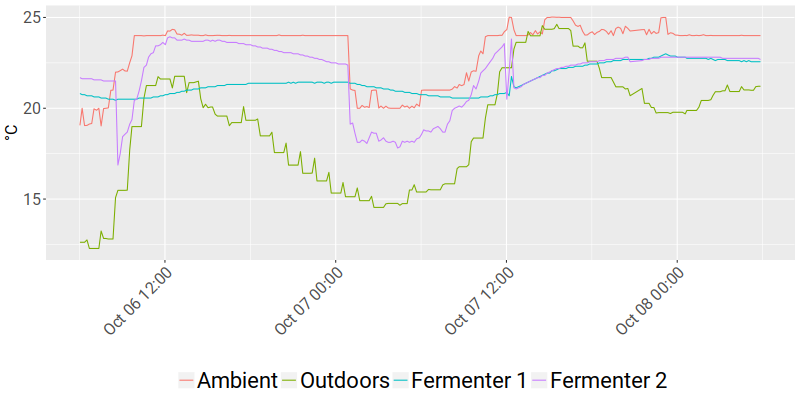 25
20
15
°C
Oct 06 12:00
Oct 07 00:00
Oct 07 12:00
Oct 08 00:00
Ambient Outdoors Fermenter 1 Fermenter 2